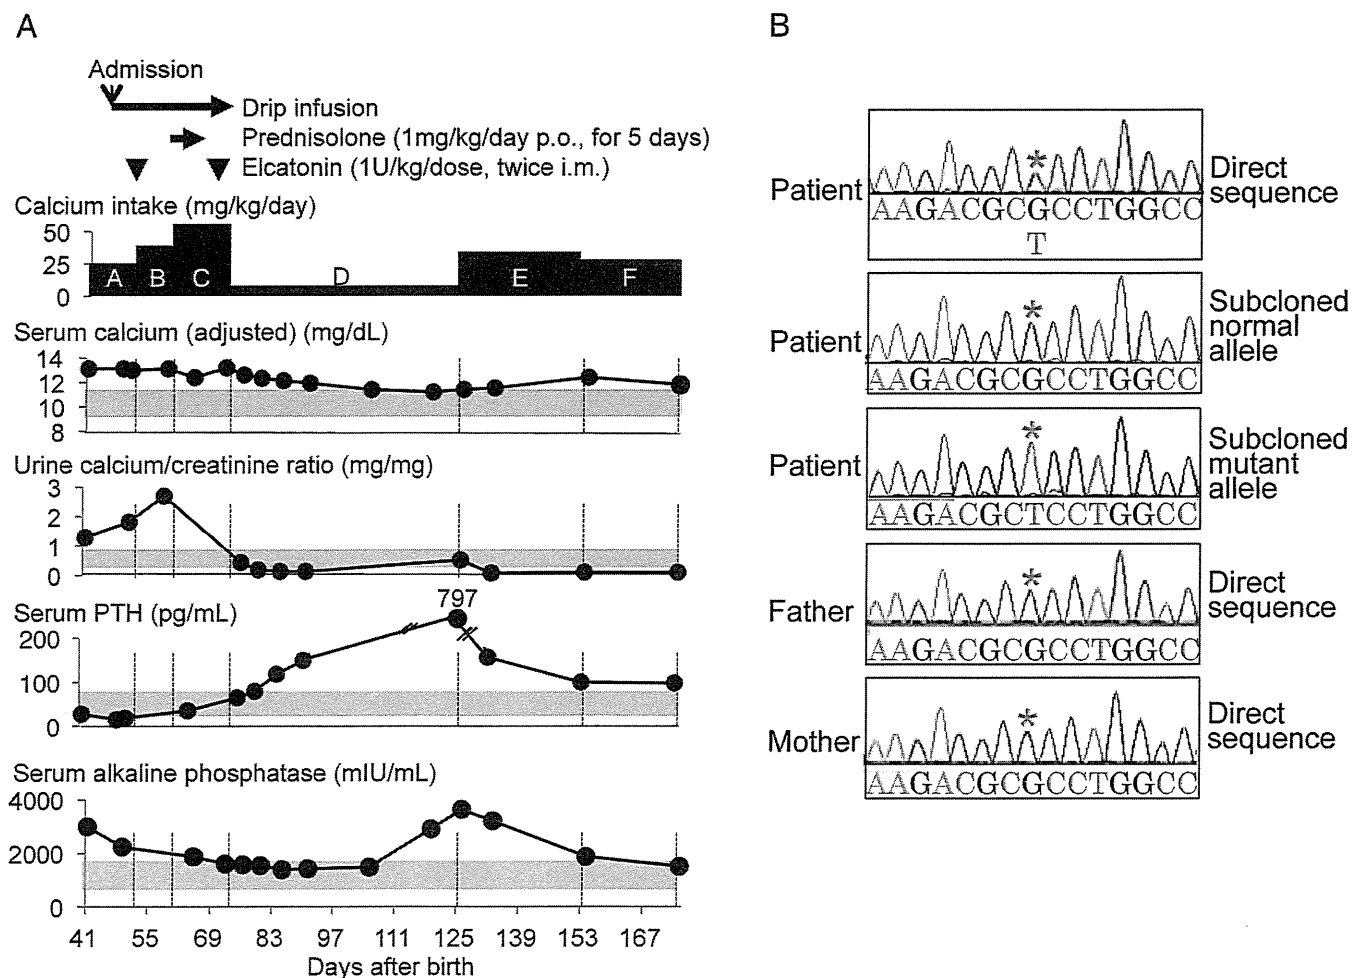 A
Admission
Drip infusion
Prednisolone (1mg/kg/day p.o., for 5 days)
Elcatonin (1U/kg/dose, twice i.m.)
Calcium intake (mg/kg/day)
50
25
0
A B C D E F
Serum calcium (adjusted) (mg/dL)
14
12
10
8
Urine calcium/creatinine ratio (mg/mg)
3
2
1
0
Serum PTH (pg/mL)
797
200
100
0
Serum alkaline phosphatase (mIU/mL)
4000
2000
0
41 55 69 83 97 111 125 139 153 167
Days after birth
B
Patient
*
AAGACGCGCCTGGCC
T
Direct
sequence
Patient
*
AAGACGCGCCTGGCC
Subcloned
normal
allele
Patient
*
AAGACGCTCCTGGCC
Subcloned
mutant
allele
Father
*
AAGACGCGCCTGGCC
Direct
sequence
Mother
*
AAGACGCGCCTGGCC
Direct
sequence